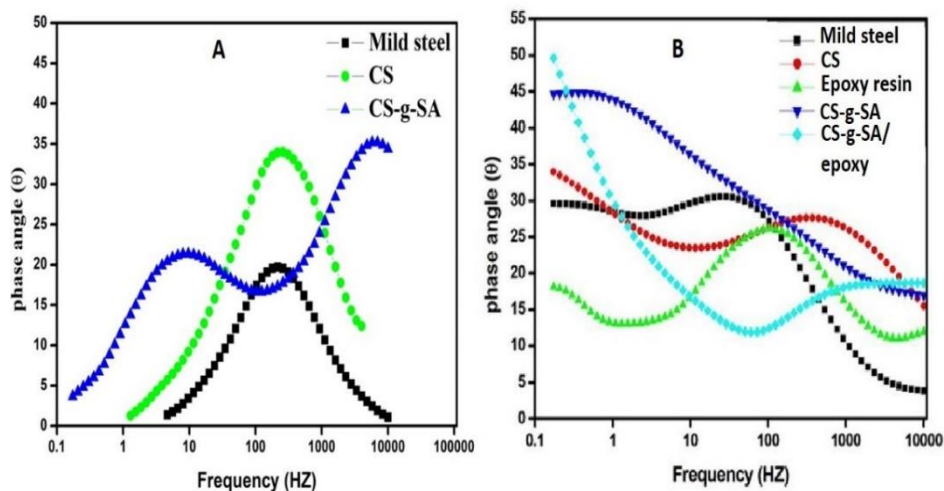 A
Mild steel
CS
CS-g-SA
50
45
40
35
30
25
20
15
10
5
0
phase angle (θ)
0.1 1 10 100 1000 10000 100000
Frequency (HZ)
B
Mild steel
CS
Epoxy resin
CS-g-SA
CS-g-SA/
epoxy
55
50
45
40
35
30
25
20
15
10
5
0
phase angle (θ)
0.1 1 10 100 1000 10000
Frequency (HZ)